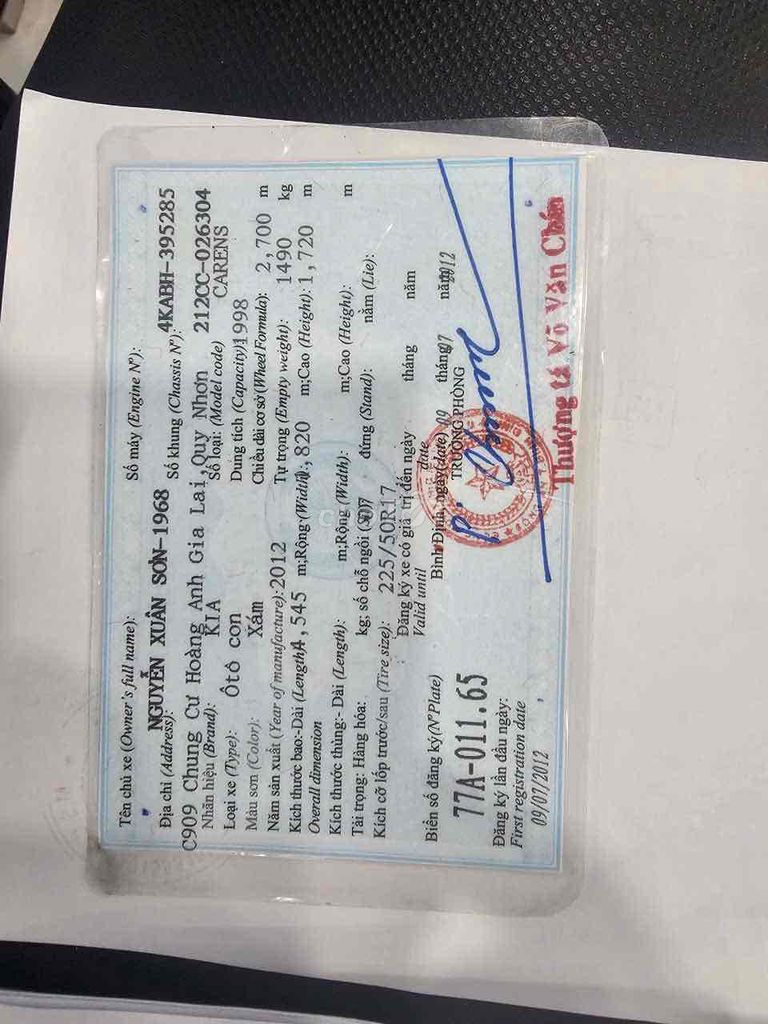 Tên chủ xe (Owner's full name): Số máy (Engine Nº):
NGUYỄN XUÂN SƠN-1968 4KABH-395285
Địa chỉ (Address): Số khung (Chassis Nº):
C909 Chung Cư Hoàng Anh Gia Lai,Quy Nhơn 212CC-026304
Nhãn hiệu (Brand): KIA Số loại: (Model code) CARENS
Loại xe (Type): Ôtô con Dung tích (Capacity)1998
Màu sơn (Color): Xám Chiều dài cơ sở (Wheel Formula): 2,700 m
Năm sản xuất (Year of manufacture):2012 Tự trọng (Empty weight): 1490 kg
Kích thước bao:-Dài (Length)4,545 m;Rộng (Width)1,820 m;Cao (Height):1,720 m
Overall dimension
Kích thước thùng:- Dài (Length): m;Rộng (Width): m;Cao (Height): m
Tải trọng: Hàng hóa: kg; số chỗ ngồi 07 đứng (Stand): nằm (Lie):
Kích cỡ lốp trước/sau (Tire size): 225/50R17
Đăng ký xe có giá trị đến ngày tháng năm
Valid until date
Biển số đăng ký(Nº Plate) Bình Định, ngày(date) 09 tháng07 năm2012
77A-011.65 TRƯỞNG PHÒNG
Đăng ký lần đầu ngày:
First registration date
09/07/2012
P.
Thượng tá Võ Văn Chín